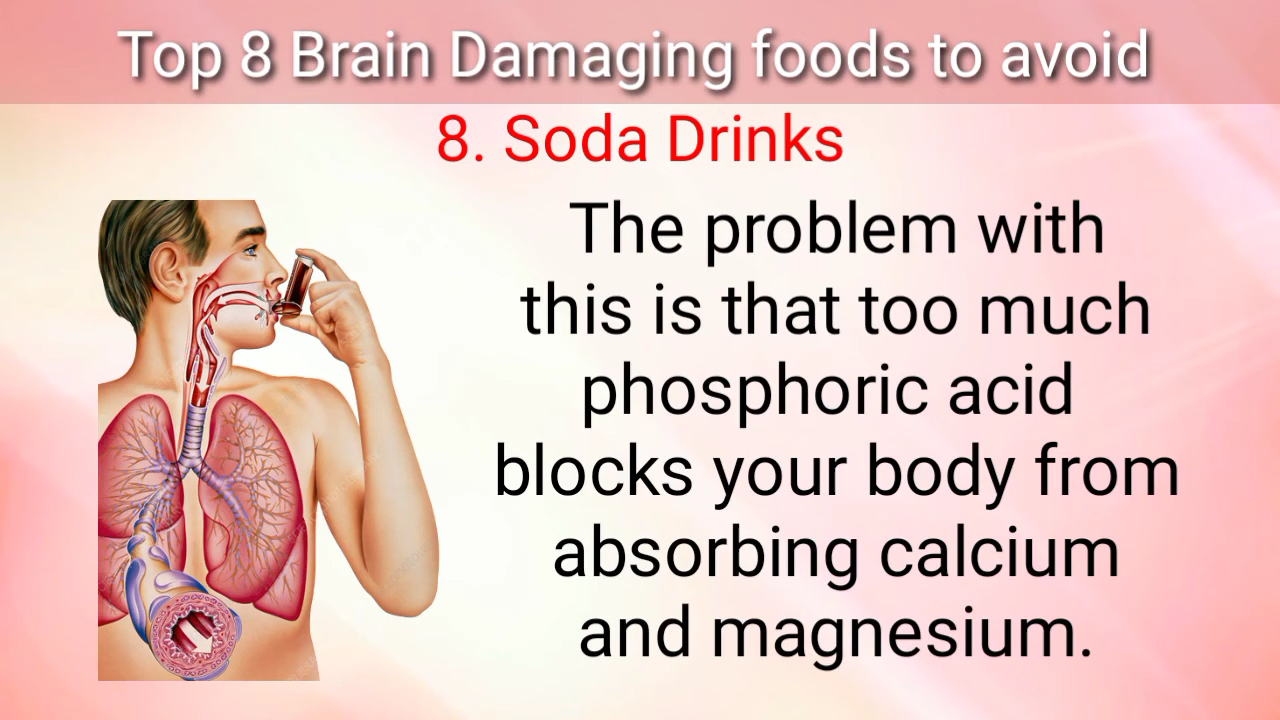 Top 8 Brain Damaging foods to avoid
8. Soda Drinks
The problem with
this is that too much
phosphoric acid
blocks your body from
absorbing calcium
and magnesium.